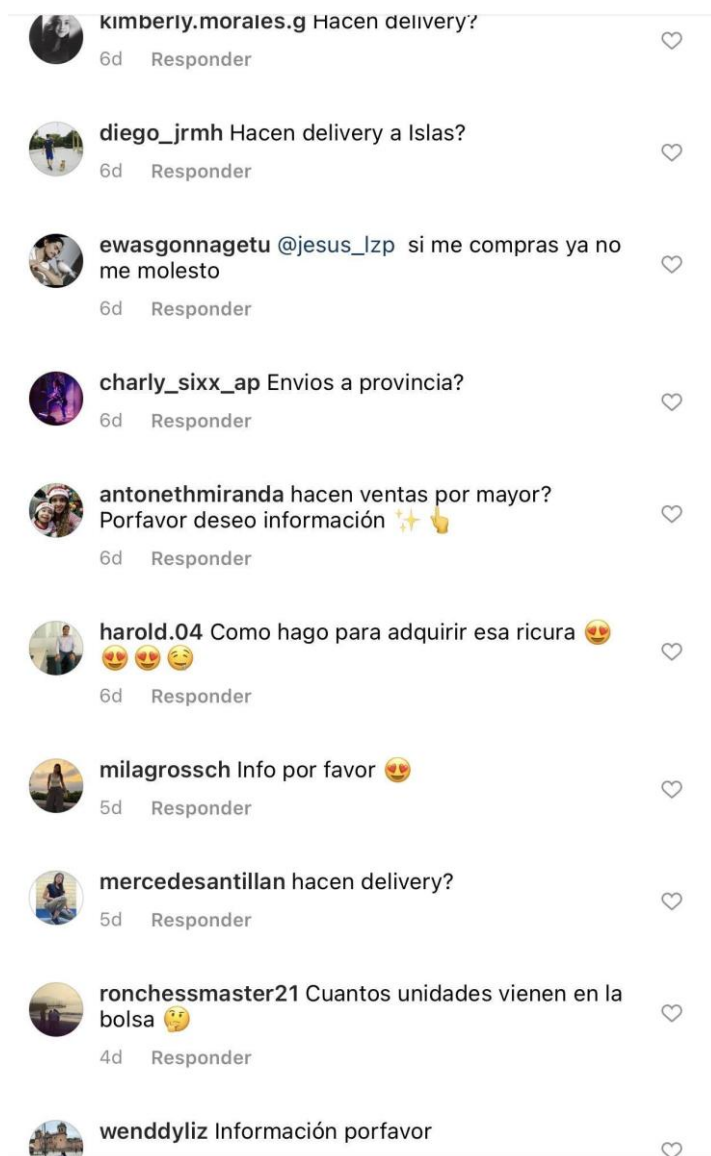 kimberly.morales.g Hacen delivery?
6d Responder
diego_jrmh Hacen delivery a Islas?
6d Responder
ewasgonnagetu @jesus_lzp si me compras ya no
me molesto
6d Responder
charly_sixx_ap Envios a provincia?
6d Responder
antonethmiranda hacen ventas por mayor?
Porfavor deseo información ✨👆
6d Responder
harold.04 Como hago para adquirir esa ricura 😍
😍😍🤤
6d Responder
milagrossch Info por favor 😍
5d Responder
mercedesantillan hacen delivery?
5d Responder
ronchessmaster21 Cuantos unidades vienen en la
bolsa 🤔
4d Responder
wenddyliz Información porfavor